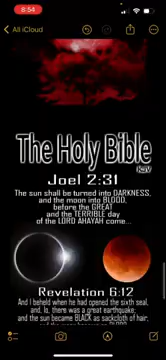 8:54
All iCloud
The Holy Bible
KJV
Joel 2:31
The sun shall be turned into DARKNESS,
and the moon into BLOOD,
before the GREAT
and the TERRIBLE day
of the LORD AHAYAH come...
Revelation 6:12
And I beheld when he had opened the sixth seal,
and, lo, there was a great earthquake;
and the sun became BLACK as sackcloth of hair,